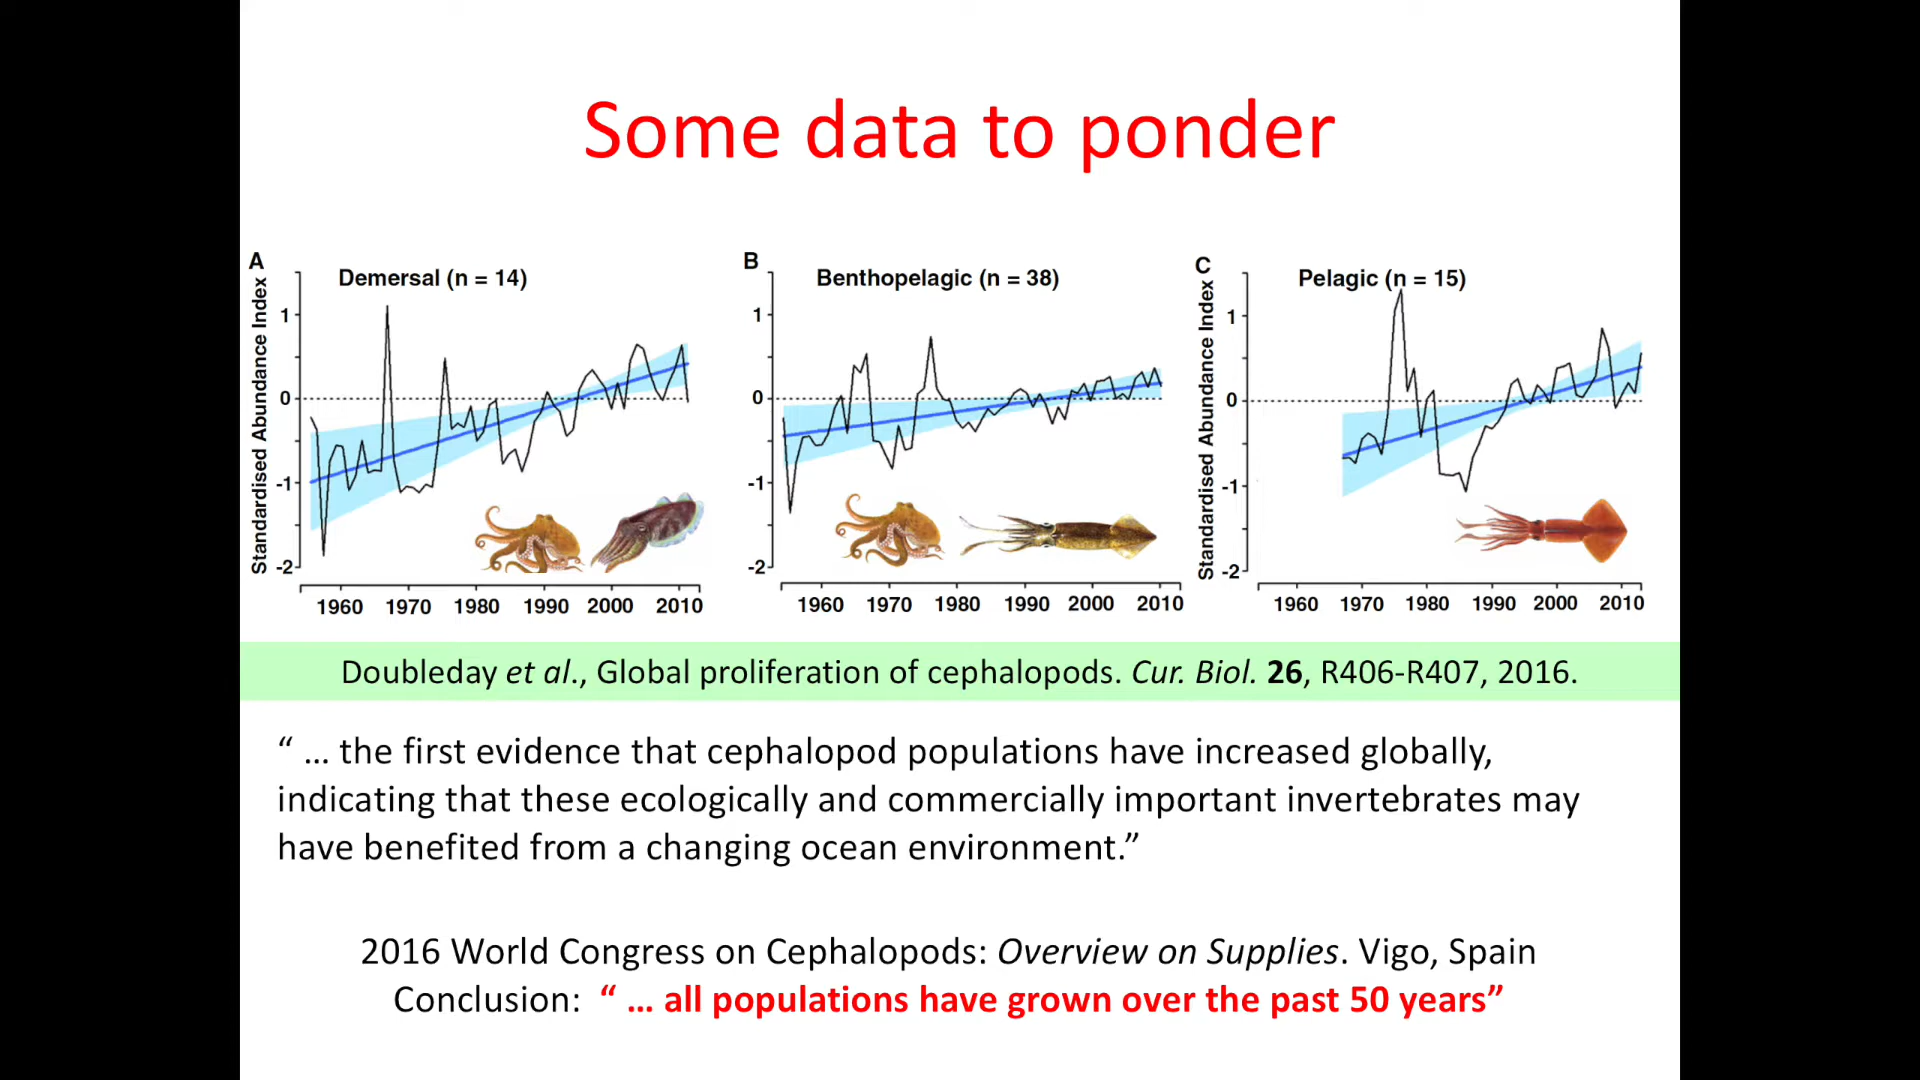 Some data to ponder
A
Demersal (n = 14)
Standardised Abundance Index
1
0
-1
-2
1960 1970 1980 1990 2000 2010
B
Benthopelagic (n = 38)
1
0
-1
-2
1960 1970 1980 1990 2000 2010
C
Pelagic (n = 15)
Standardised Abundance Index
1
0
-1
-2
1960 1970 1980 1990 2000 2010
Doubleday et al., Global proliferation of cephalopods. Cur. Biol. 26, R406-R407, 2016.
“ … the first evidence that cephalopod populations have increased globally,
indicating that these ecologically and commercially important invertebrates may
have benefited from a changing ocean environment.”
2016 World Congress on Cephalopods: Overview on Supplies. Vigo, Spain
Conclusion: “ … all populations have grown over the past 50 years”